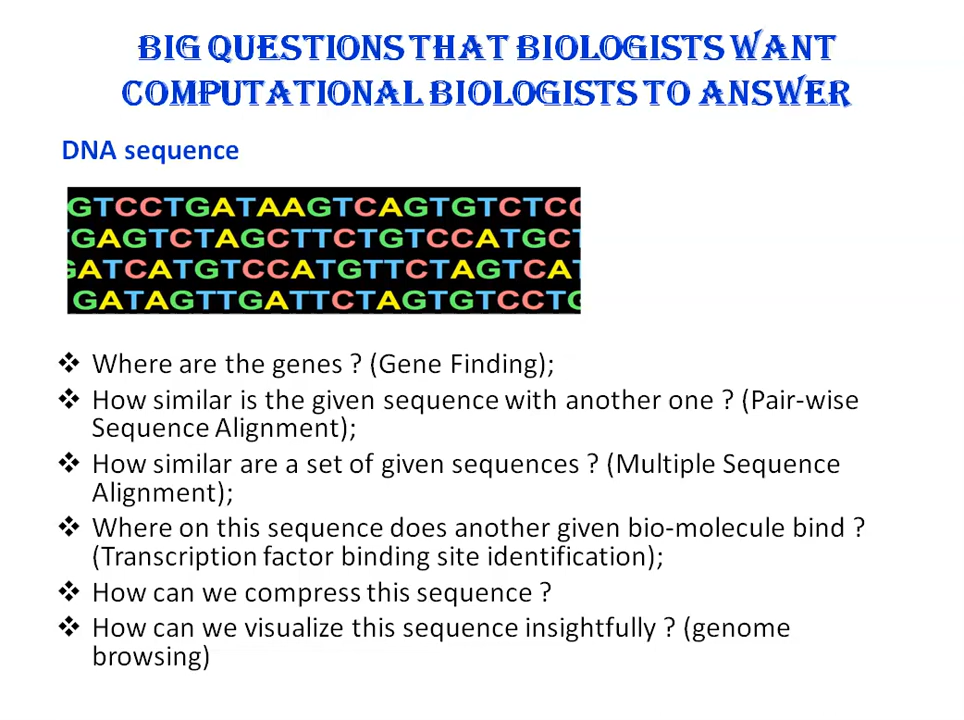 BIG QUESTIONS THAT BIOLOGISTS WANT
COMPUTATIONAL BIOLOGISTS TO ANSWER
DNA sequence
GTCCTGATAAGTCAGTGTCTCC
TGAGTCTAGCTTCTGTCCATGCT
GATCATGTCCATGTTCTAGTCAT
GATAGTTGATTCTAGTGTCCTG
❖ Where are the genes ? (Gene Finding);
❖ How similar is the given sequence with another one ? (Pair-wise
Sequence Alignment);
❖ How similar are a set of given sequences ? (Multiple Sequence
Alignment);
❖ Where on this sequence does another given bio-molecule bind ?
(Transcription factor binding site identification);
❖ How can we compress this sequence ?
❖ How can we visualize this sequence insightfully ? (genome
browsing)